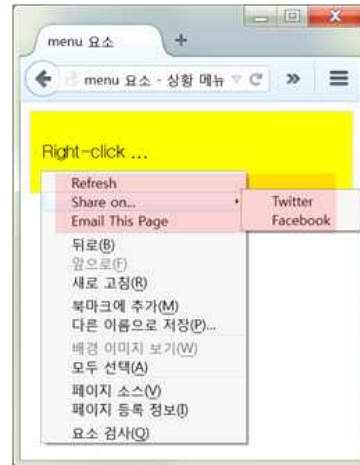 menu 요소
menu 요소 - 상황 메뉴
Right-click ...
Refresh
Share on...
Twitter
Email This Page
Facebook
뒤로(B)
앞으로(F)
새로 고침(R)
북마크에 추가(M)
다른 이름으로 저장(P)...
배경 이미지 보기(W)
모두 선택(A)
페이지 소스(V)
페이지 등록 정보(I)
요소 검사(Q)